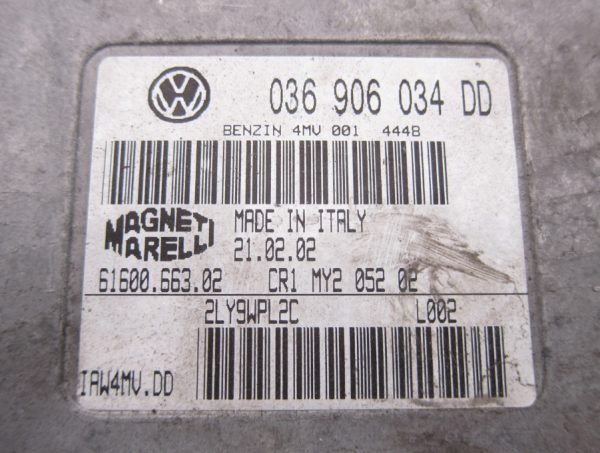 036 906 034 DD
BENZIN 4MV 001 444B
MAGNETI MARELLI
MADE IN ITALY
21.02.02
61600.663.02 CR1 MY2 052 02
2LY9WPL2C L002
IAW4MV.DD